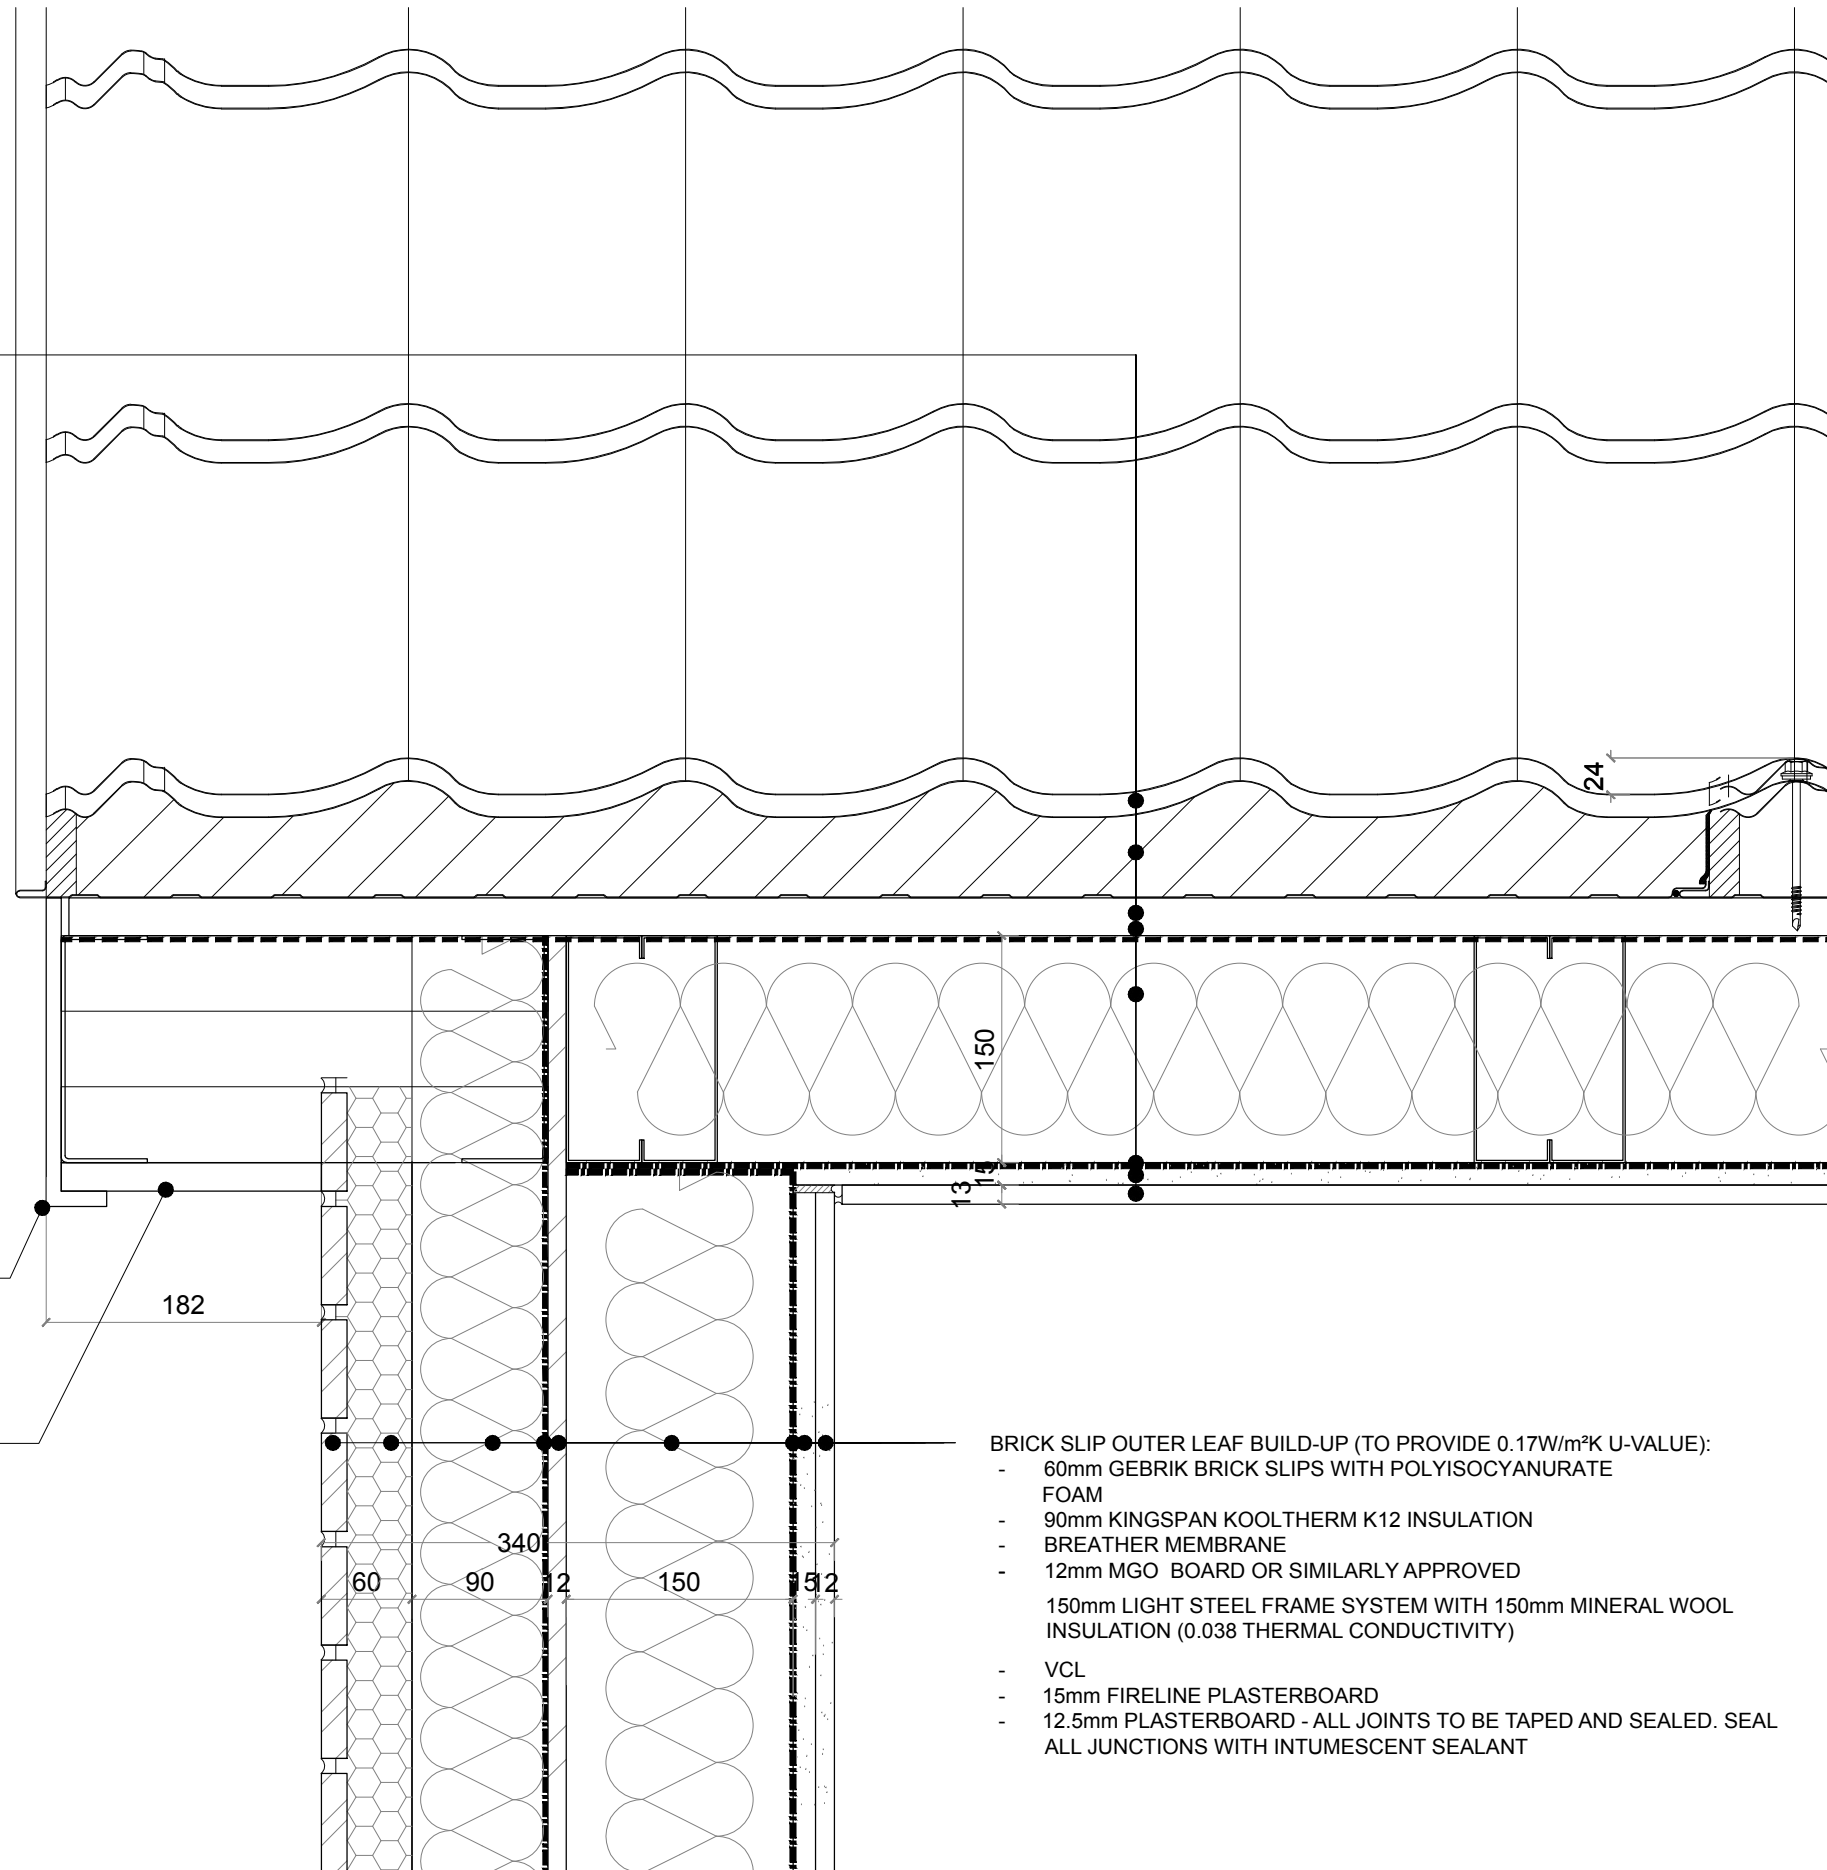 24
150
15
13
182
BRICK SLIP OUTER LEAF BUILD-UP (TO PROVIDE 0.17W/m²K U-VALUE):
- 60mm GEBRIK BRICK SLIPS WITH POLYISOCYANURATE
FOAM
- 90mm KINGSPAN KOOLTHERM K12 INSULATION
- BREATHER MEMBRANE
- 12mm MGO BOARD OR SIMILARLY APPROVED
150mm LIGHT STEEL FRAME SYSTEM WITH 150mm MINERAL WOOL
INSULATION (0.038 THERMAL CONDUCTIVITY)
- VCL
- 15mm FIRELINE PLASTERBOARD
- 12.5mm PLASTERBOARD - ALL JOINTS TO BE TAPED AND SEALED. SEAL
ALL JUNCTIONS WITH INTUMESCENT SEALANT
340
60 90 12 150 15 12